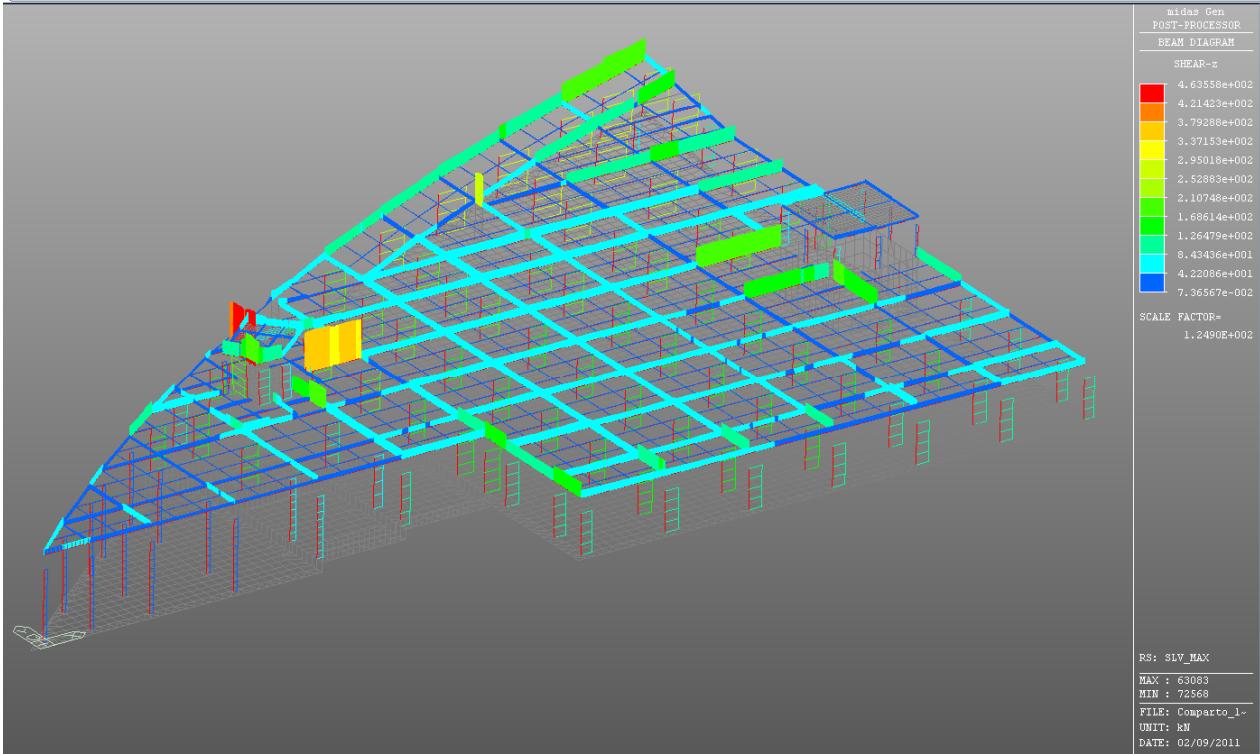 midas Gen
POST-PROCESSOR
BEAM DIAGRAM
SHEAR-z
4.63558e+002
4.21423e+002
3.79288e+002
3.37153e+002
2.95018e+002
2.52883e+002
2.10748e+002
1.68614e+002
1.26479e+002
8.43436e+001
4.22086e+001
7.36567e-002
SCALE FACTOR=
1.2490E+002
RS: SLV_MAX
MAX : 63083
MIN : 72568
FILE: Comparto_1~
UNIT: kN
DATE: 02/09/2011